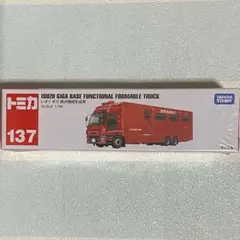 トミカ
137
ISUZU GIGA BASE FUNCTIONAL FORMABLE TRUCK
いすゞ ギガ 拠点機能形成車
TAKARA
TOMY